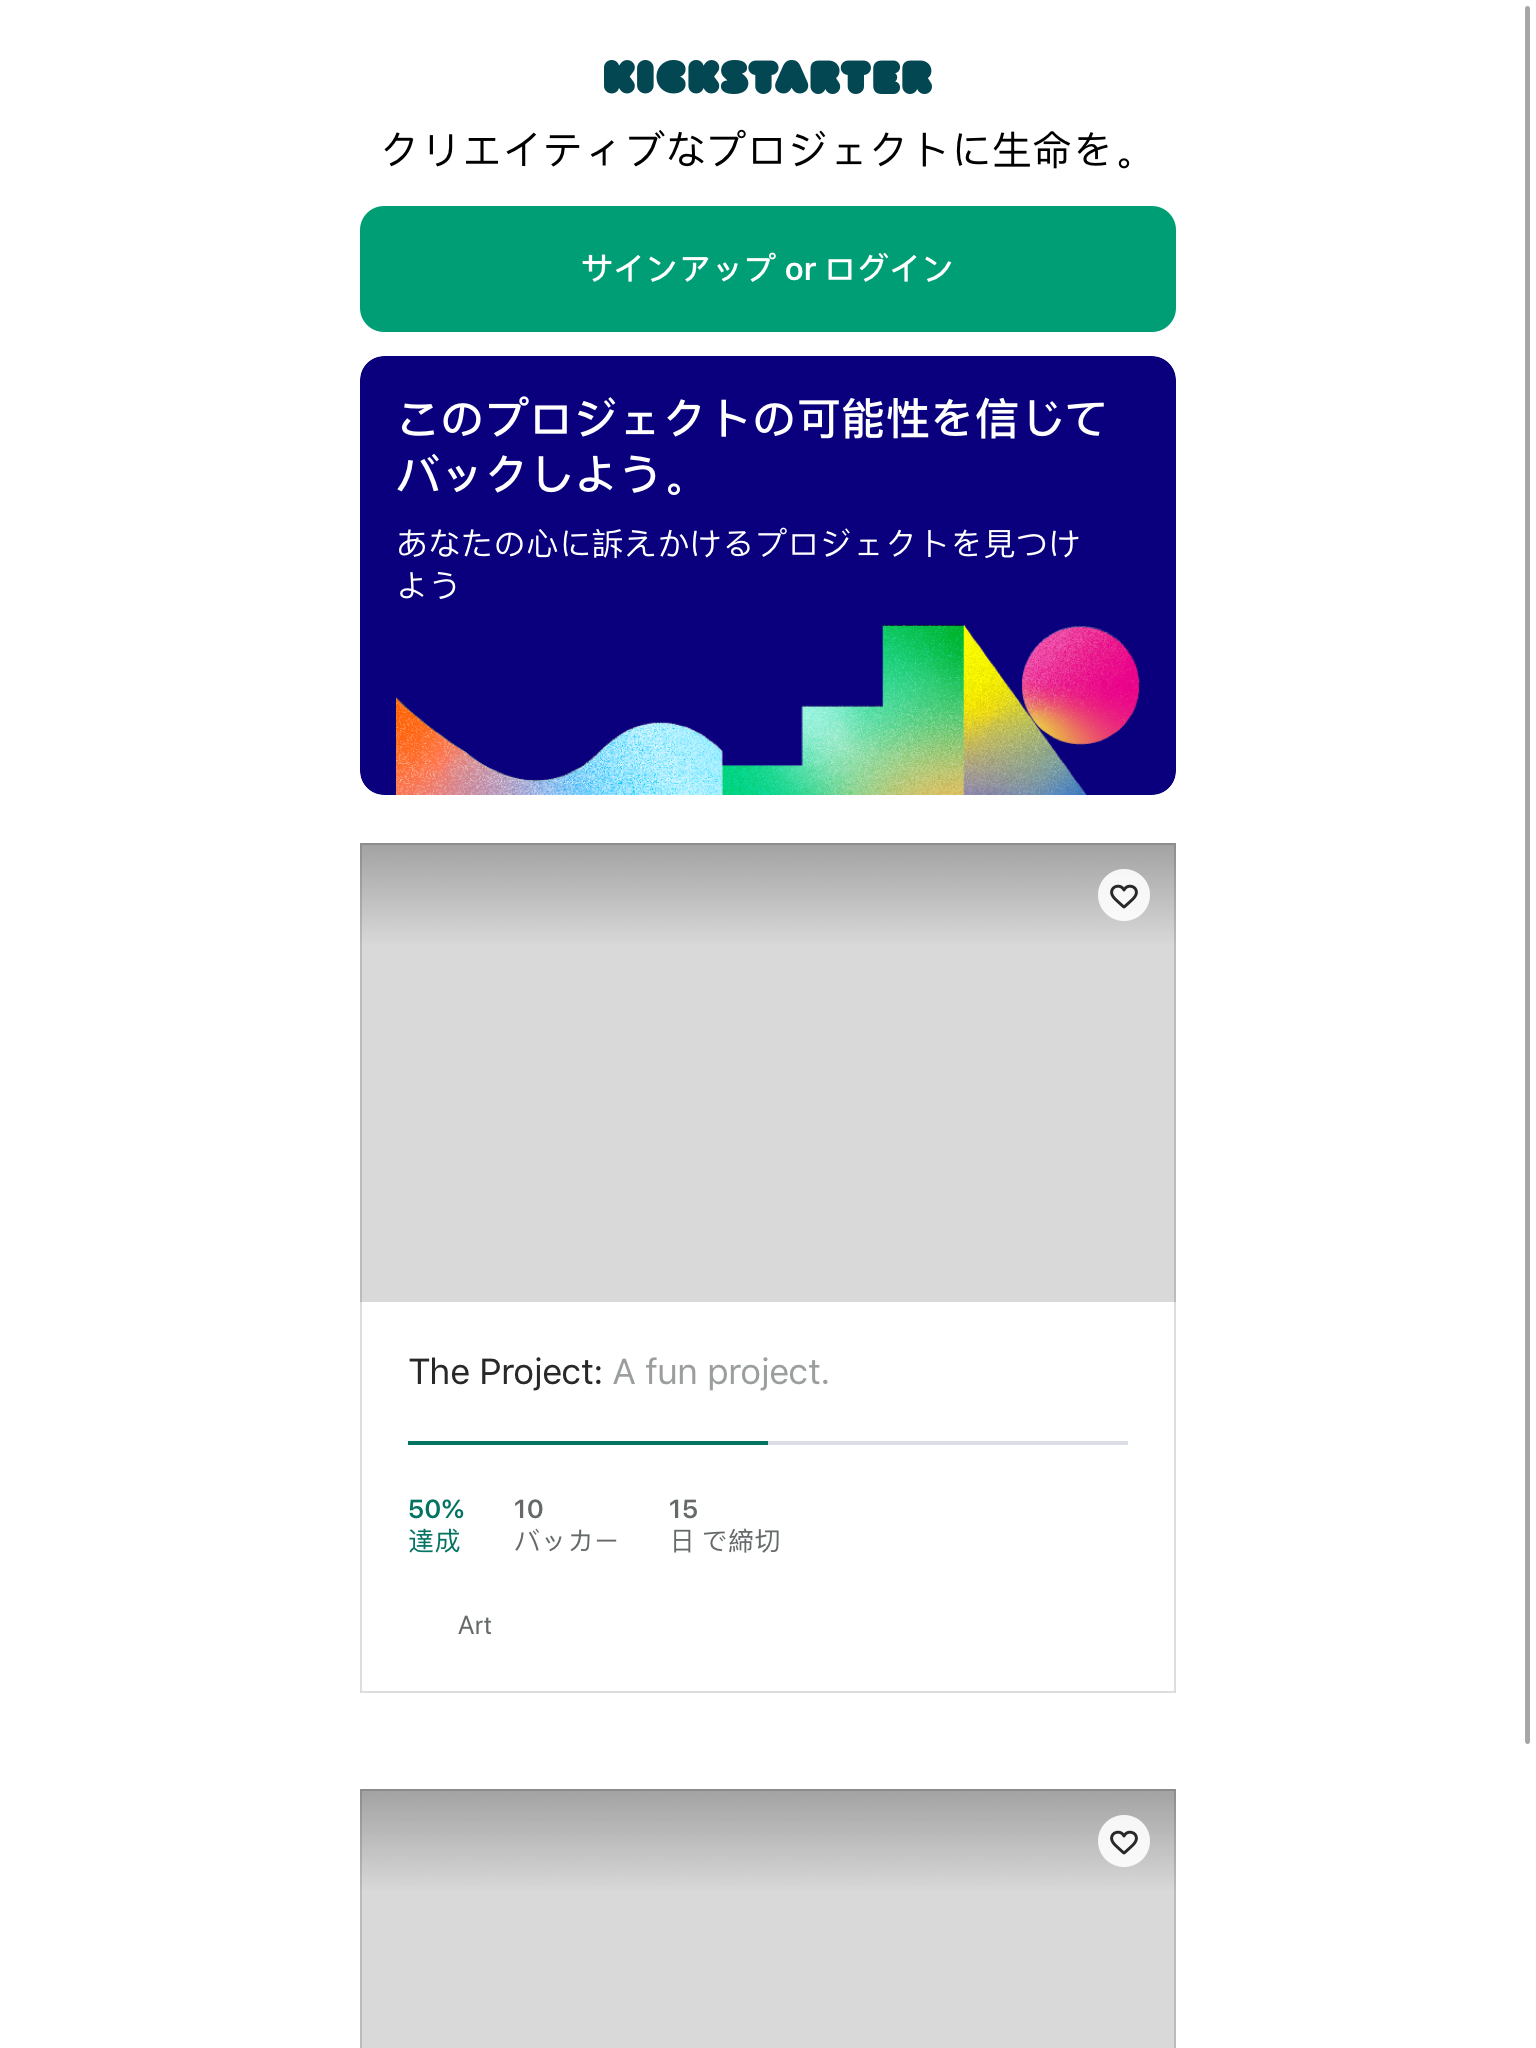 KICKSTARTER
クリエイティブなプロジェクトに生命を。
サインアップ or ログイン
このプロジェクトの可能性を信じて
バックしよう。
あなたの心に訴えかけるプロジェクトを見つけ
よう
The Project: A fun project.
50% 10 15
達成 バッカー 日 で締切
Art